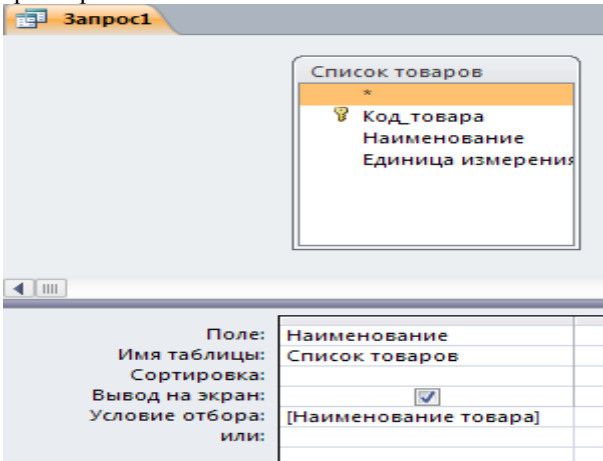 Запрос1
Список товаров
*
Код_товара
Наименование
Единица измерения
Поле: Наименование
Имя таблицы: Список товаров
Сортировка:
Вывод на экран:
Условие отбора: [Наименование товара]
или: